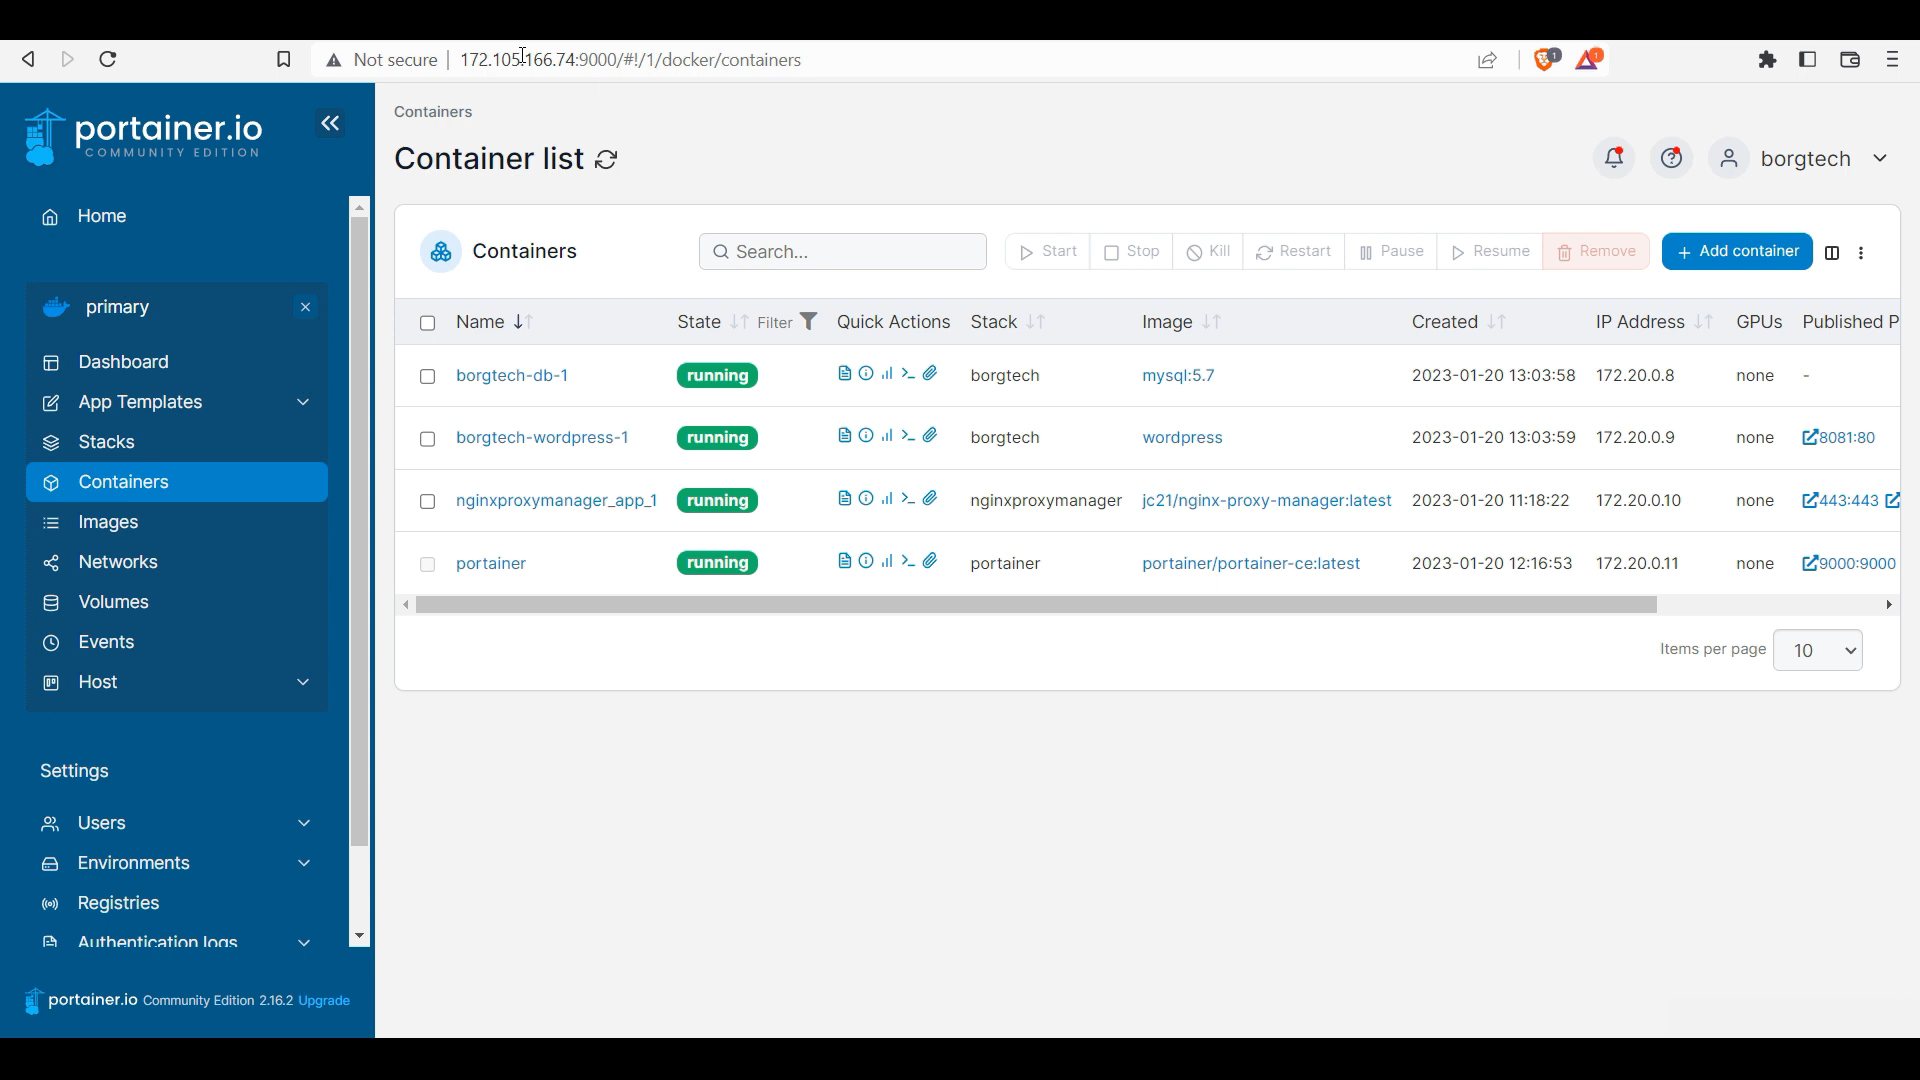 Not secure 172.105.166.74:9000/#!/1/docker/containers 1 1
portainer.io
COMMUNITY EDITION
Home
primary
Dashboard
App Templates
Stacks
Containers
Images
Networks
Volumes
Events
Host
Settings
Users
Environments
Registries
Authentication logs
portainer.io Community Edition 2.16.2 Upgrade
Containers
Container list
borgtech
Containers Search... Start Stop Kill Restart Pause Resume Remove + Add container
Name State Filter Quick Actions Stack Image Created IP Address GPUs Published P
borgtech-db-1 running borgtech mysql:5.7 2023-01-20 13:03:58 172.20.0.8 none -
borgtech-wordpress-1 running borgtech wordpress 2023-01-20 13:03:59 172.20.0.9 none 8081:80
nginxproxymanager_app_1 running nginxproxymanager jc21/nginx-proxy-manager:latest 2023-01-20 11:18:22 172.20.0.10 none 443:443
portainer running portainer portainer/portainer-ce:latest 2023-01-20 12:16:53 172.20.0.11 none 9000:9000
Items per page 10